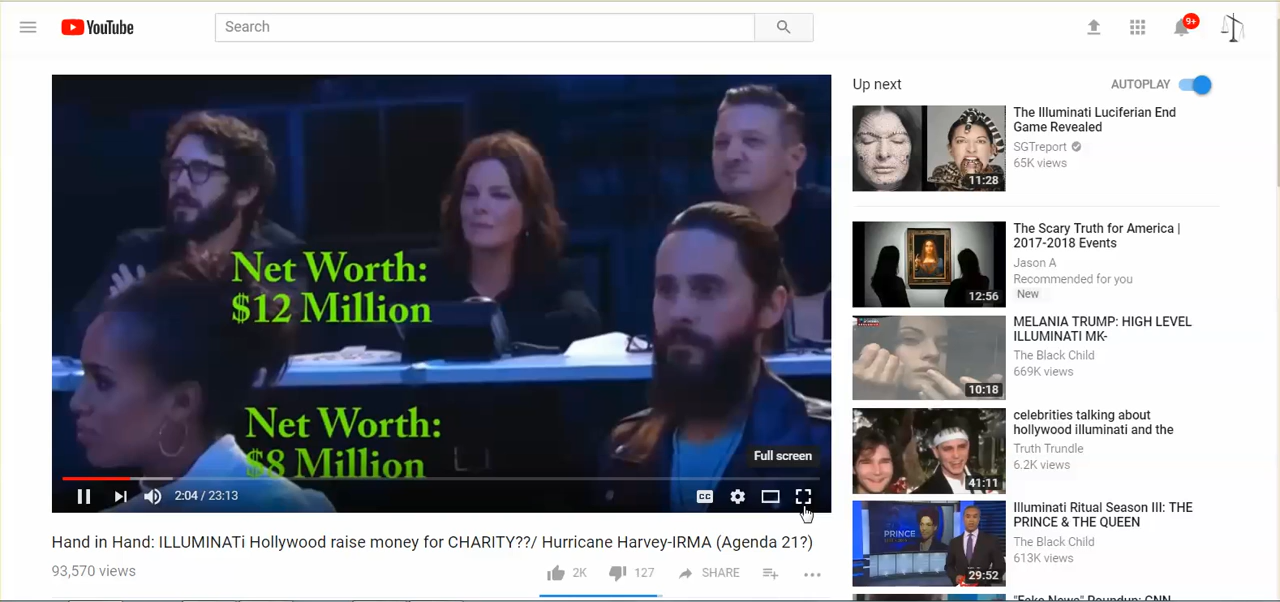 YouTube
Search
9+
Net Worth:
$12 Million
Net Worth:
$8 Million
Full screen
2:04 / 23:13
CC
Hand in Hand: ILLUMINATi Hollywood raise money for CHARITY??/ Hurricane Harvey-IRMA (Agenda 21?)
93,570 views
2K
127
SHARE
Up next
AUTOPLAY
11:28
The Illuminati Luciferian End
Game Revealed
SGTreport
65K views
12:56
The Scary Truth for America |
2017-2018 Events
Jason A
Recommended for you
New
10:18
MELANIA TRUMP: HIGH LEVEL
ILLUMINATI MK-
The Black Child
669K views
41:11
celebrities talking about
hollywood illuminati and the
Truth Trundle
6.2K views
PRINCE
29:52
Illuminati Ritual Season III: THE
PRINCE & THE QUEEN
The Black Child
613K views
"Fake News" Roundup: CNN